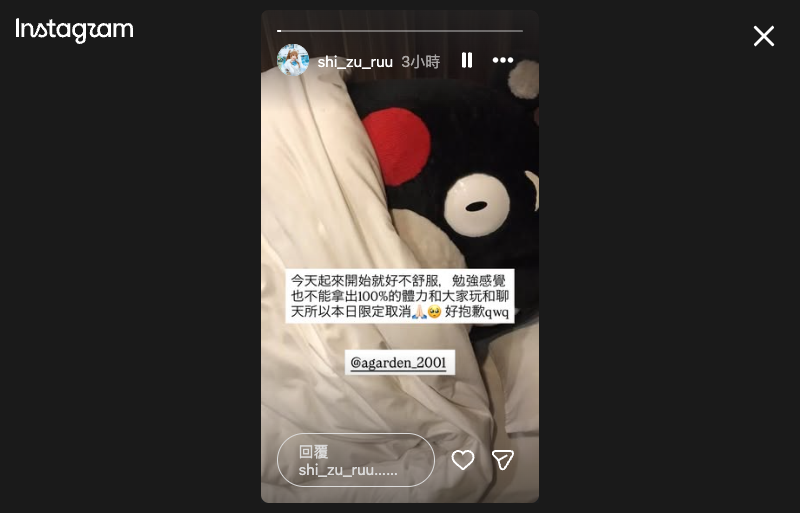 Instagram
shi_zu_ruu 3小時
今天起來開始就好不舒服，勉強感覺
也不能拿出100%的體力和大家玩和聊
天所以本日限定取消🙏🏻🥹 好抱歉qwq
@agarden_2001
回覆
shi_zu_ruu......